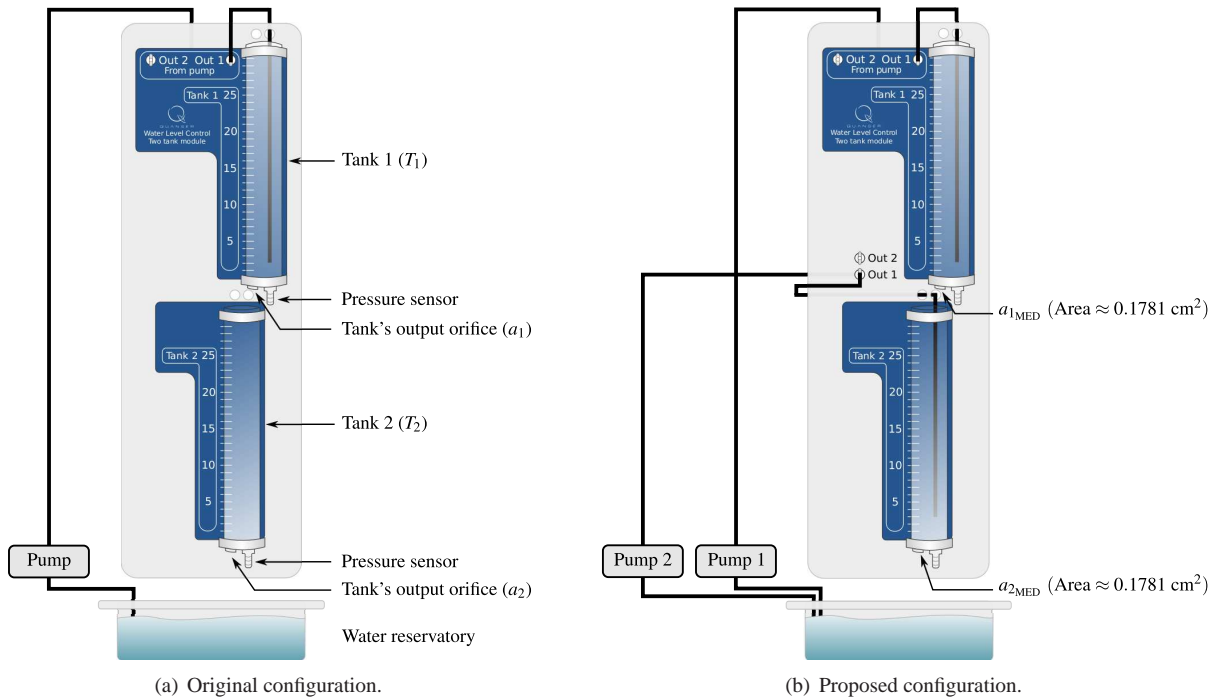 Out 2 Out 1
From pump
Tank 1 25
QUANSER
Water Level Control
Two tank module
20
15
10
5
Tank 1 (T₁)
Pressure sensor
Tank's output orifice (a₁)
Tank 2 25
20
15
10
5
Tank 2 (T₂)
Pump
Pressure sensor
Tank's output orifice (a₂)
Water reservatory
(a) Original configuration.
Out 2 Out 1
From pump
Tank 1 25
QUANSER
Water Level Control
Two tank module
20
15
10
5
Out 2
Out 1
a₁MED (Area ≈ 0.1781 cm²)
Tank 2 25
20
15
10
5
Pump 2
Pump 1
a₂MED (Area ≈ 0.1781 cm²)
(b) Proposed configuration.